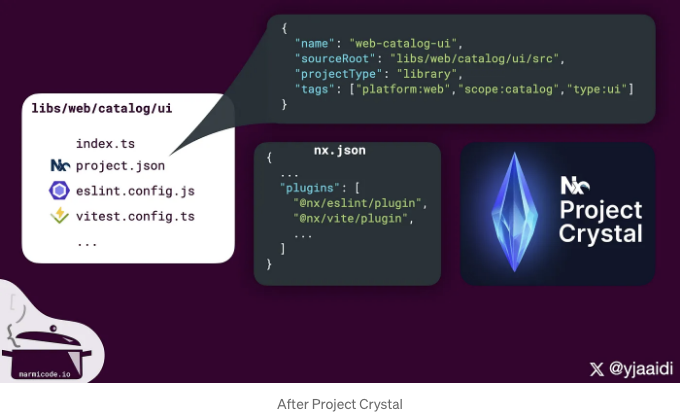 {
  "name": "web-catalog-ui",
  "sourceRoot": "libs/web/catalog/ui/src",
  "projectType": "library",
  "tags": ["platform:web","scope:catalog","type:ui"]
}
libs/web/catalog/ui
index.ts
Nx project.json
eslint.config.js
vitest.config.ts
...
nx.json
{
  ...
  "plugins": [
    "@nx/eslint/plugin",
    "@nx/vite/plugin",
    ...
  ]
}
Nx
Project
Crystal
marmicode.io
X @yjaaidi
After Project Crystal